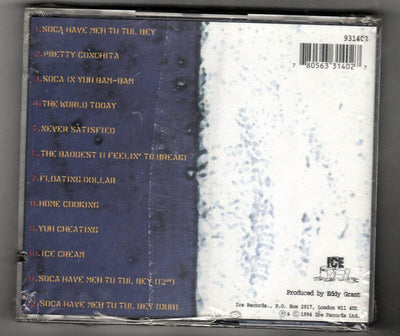 1.SOCA HAVE MEH TU TUL BEY
2.PRETTY CONCHITA
3.SOCA IN YUH BAM-BAM
4.THE WORLD TODAY
5.NEVER SATISFIED
6.THE BADDEST (I FEELIN' TO BREAK)
7.FLOATING DOLLAR
8.HOME COOKING
9.YUH CHEATING
10.ICE CREAM
11.SOCA HAVE MEH TU TUL BEY (12")
12.SOCA HAVE MEH TU TUL BEY (DUB)
931402
7 80563 31402 7
ICE
Produced by Eddy Grant
Ice Records., P.O. Box 2917, London W11
℗ & © 1994 Ice Records Ltd.